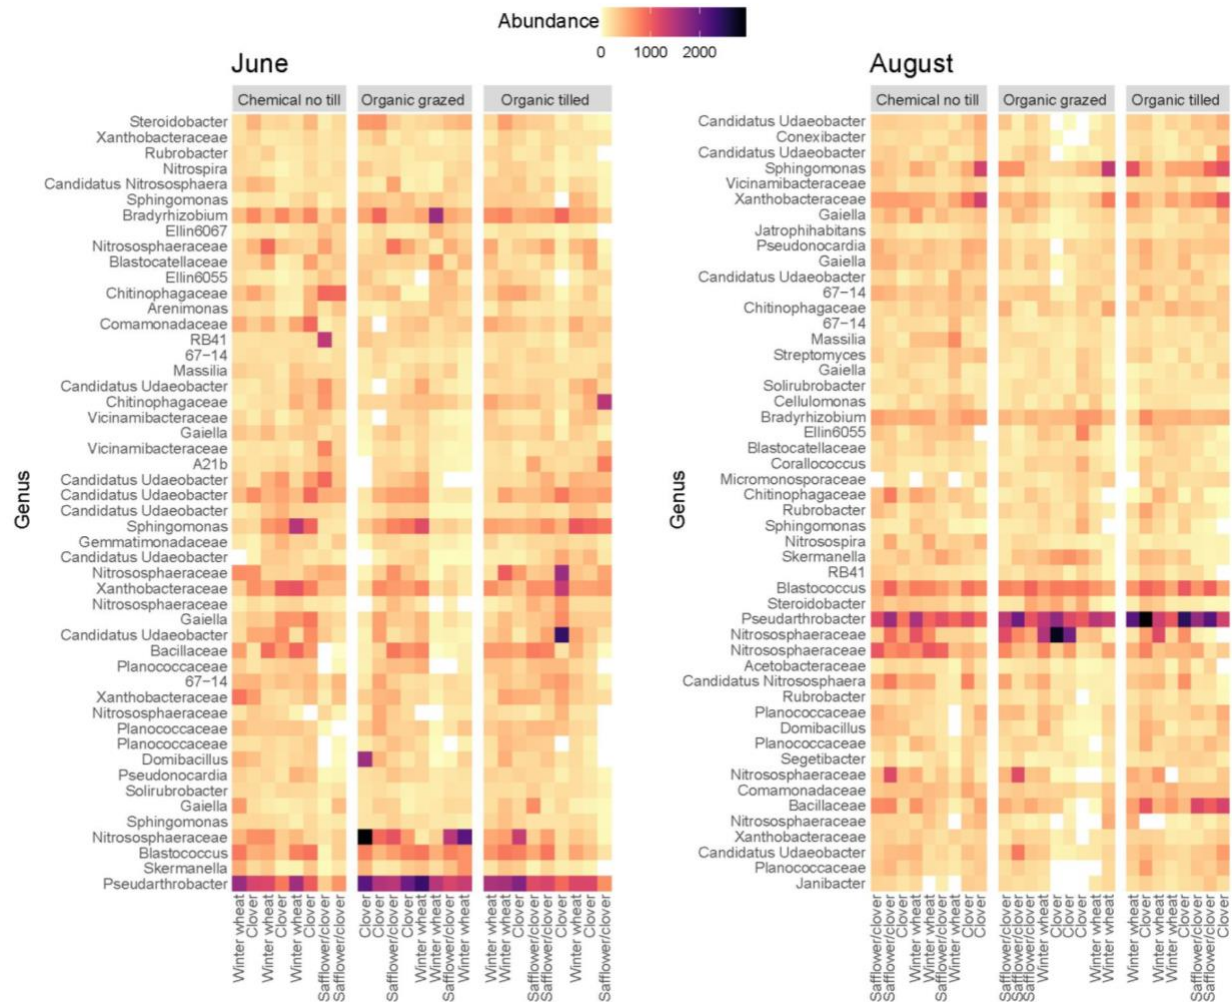 Abundance
0 1000 2000
June
Chemical no till Organic grazed Organic tilled
Genus
Steroidobacter
Xanthobacteraceae
Rubrobacter
Nitrospira
Candidatus Nitrososphaera
Sphingomonas
Bradyrhizobium
Ellin6067
Nitrososphaeraceae
Blastocatellaceae
Ellin6055
Chitinophagaceae
Arenimonas
Comamonadaceae
RB41
67−14
Massilia
Candidatus Udaeobacter
Chitinophagaceae
Vicinamibacteraceae
Gaiella
Vicinamibacteraceae
A21b
Candidatus Udaeobacter
Candidatus Udaeobacter
Candidatus Udaeobacter
Sphingomonas
Gemmatimonadaceae
Candidatus Udaeobacter
Nitrososphaeraceae
Xanthobacteraceae
Nitrososphaeraceae
Gaiella
Candidatus Udaeobacter
Bacillaceae
Planococcaceae
67−14
Xanthobacteraceae
Nitrososphaeraceae
Planococcaceae
Planococcaceae
Domibacillus
Pseudonocardia
Solirubrobacter
Gaiella
Sphingomonas
Nitrososphaeraceae
Blastococcus
Skermanella
Pseudarthrobacter
Winter wheat
Clover
Winter wheat
Clover
Winter wheat
Clover
Safflower/clover
Safflower/clover
Clover
Clover
Safflower/clover
Clover
Winter wheat
Winter wheat
Safflower/clover
Winter wheat
Winter wheat
Winter wheat
Clover
Safflower/clover
Safflower/clover
Clover
Winter wheat
Clover
Safflower/clover
August
Chemical no till Organic grazed Organic tilled
Genus
Candidatus Udaeobacter
Conexibacter
Candidatus Udaeobacter
Sphingomonas
Vicinamibacteraceae
Xanthobacteraceae
Gaiella
Jatrophihabitans
Pseudonocardia
Gaiella
Candidatus Udaeobacter
67−14
Chitinophagaceae
67−14
Massilia
Streptomyces
Gaiella
Solirubrobacter
Cellulomonas
Bradyrhizobium
Ellin6055
Blastocatellaceae
Corallococcus
Micromonosporaceae
Chitinophagaceae
Rubrobacter
Sphingomonas
Nitrosospira
Skermanella
RB41
Blastococcus
Steroidobacter
Pseudarthrobacter
Nitrososphaeraceae
Nitrososphaeraceae
Acetobacteraceae
Candidatus Nitrososphaera
Rubrobacter
Planococcaceae
Domibacillus
Planococcaceae
Segetibacter
Nitrososphaeraceae
Comamonadaceae
Bacillaceae
Nitrososphaeraceae
Xanthobacteraceae
Candidatus Udaeobacter
Planococcaceae
Janibacter
Safflower/clover
Safflower/clover
Clover
Winter wheat
Winter wheat
Safflower/clover
Winter wheat
Clover
Clover
Safflower/clover
Safflower/clover
Safflower/clover
Winter wheat
Clover
Clover
Clover
Winter wheat
Winter wheat
Winter wheat
Clover
Winter wheat
Winter wheat
Clover
Safflower/clover
Safflower/clover
Clover